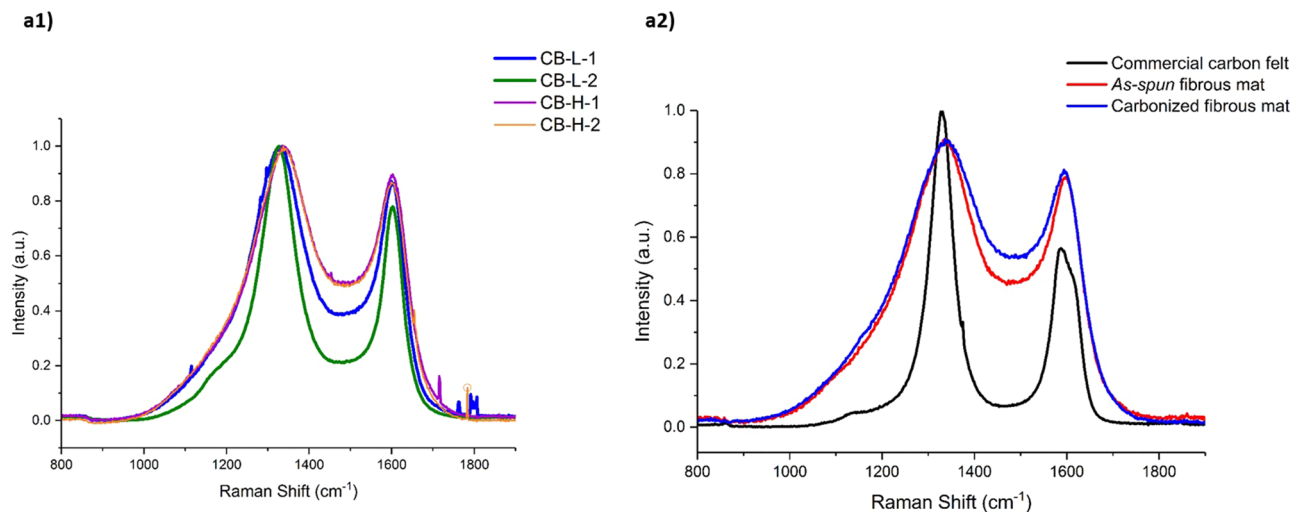 a1)
CB-L-1
CB-L-2
CB-H-1
CB-H-2
1.0
0.8
0.6
0.4
0.2
0.0
Intensity (a.u.)
800 1000 1200 1400 1600 1800
Raman Shift (cm-1)
a2)
Commercial carbon felt
As-spun fibrous mat
Carbonized fibrous mat
1.0
0.8
0.6
0.4
0.2
0.0
Intensity (a.u.)
800 1000 1200 1400 1600 1800
Raman Shift (cm-1)